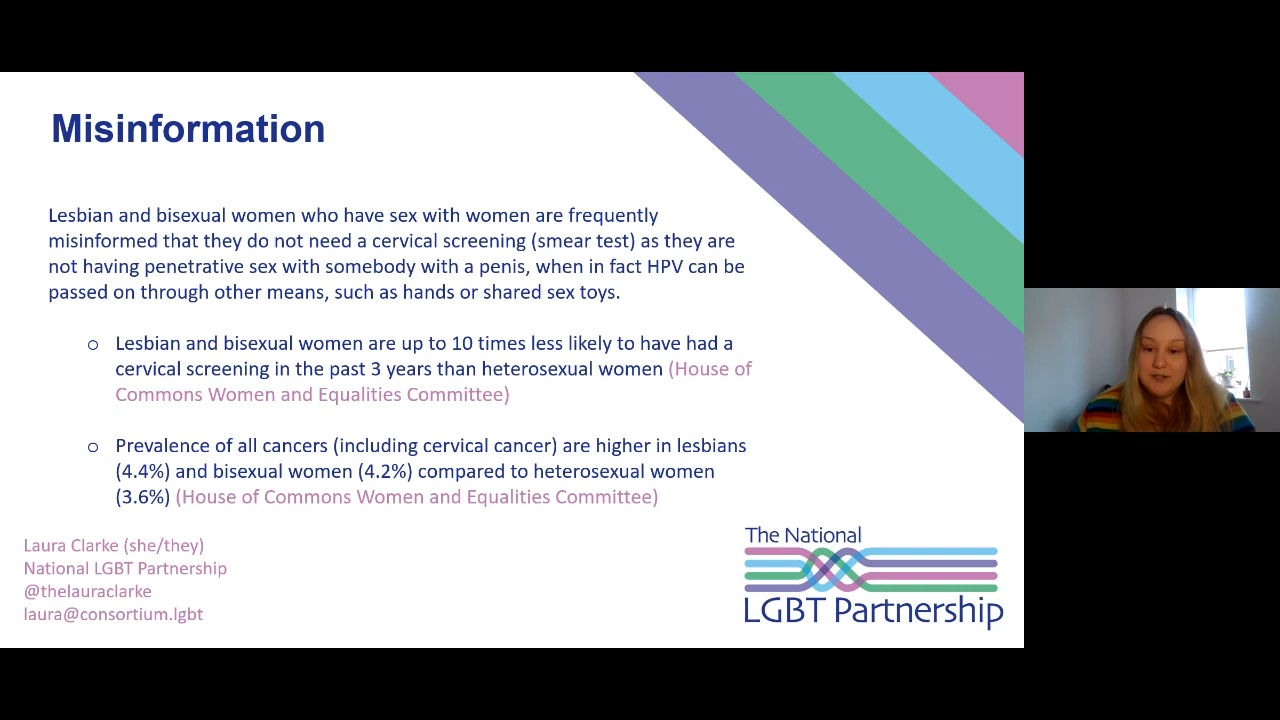 Misinformation
Lesbian and bisexual women who have sex with women are frequently
misinformed that they do not need a cervical screening (smear test) as they are
not having penetrative sex with somebody with a penis, when in fact HPV can be
passed on through other means, such as hands or shared sex toys.
o Lesbian and bisexual women are up to 10 times less likely to have had a
cervical screening in the past 3 years than heterosexual women (House of
Commons Women and Equalities Committee)
o Prevalence of all cancers (including cervical cancer) are higher in lesbians
(4.4%) and bisexual women (4.2%) compared to heterosexual women
(3.6%) (House of Commons Women and Equalities Committee)
Laura Clarke (she/they)
National LGBT Partnership
@thelauraclarke
laura@consortium.lgbt
The National
LGBT Partnership